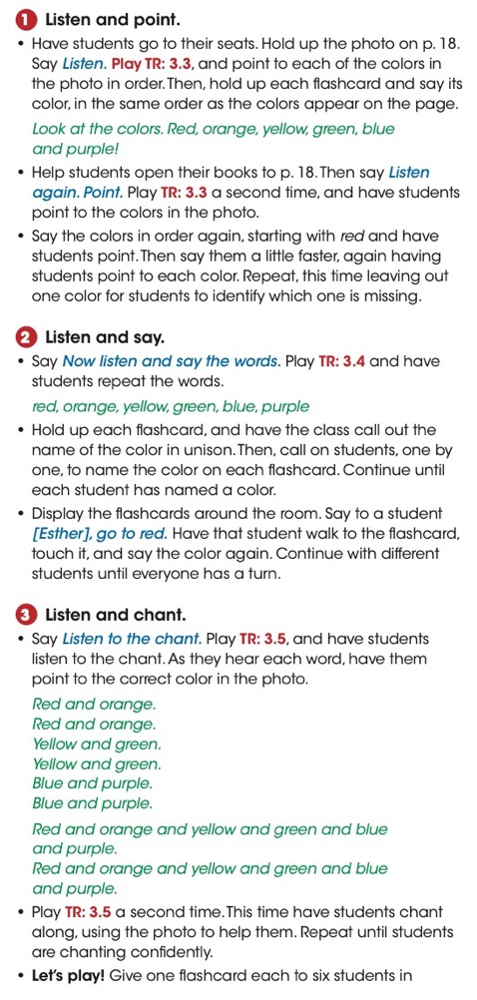 1 Listen and point.
• Have students go to their seats. Hold up the photo on p. 18.
Say Listen. Play TR: 3.3, and point to each of the colors in
the photo in order. Then, hold up each flashcard and say its
color, in the same order as the colors appear on the page.
Look at the colors. Red, orange, yellow, green, blue
and purple!
• Help students open their books to p. 18. Then say Listen
again. Point. Play TR: 3.3 a second time, and have students
point to the colors in the photo.
• Say the colors in order again, starting with red and have
students point. Then say them a little faster, again having
students point to each color. Repeat, this time leaving out
one color for students to identify which one is missing.
2 Listen and say.
• Say Now listen and say the words. Play TR: 3.4 and have
students repeat the words.
red, orange, yellow, green, blue, purple
• Hold up each flashcard, and have the class call out the
name of the color in unison. Then, call on students, one by
one, to name the color on each flashcard. Continue until
each student has named a color.
• Display the flashcards around the room. Say to a student
[Esther], go to red. Have that student walk to the flashcard,
touch it, and say the color again. Continue with different
students until everyone has a turn.
3 Listen and chant.
• Say Listen to the chant. Play TR: 3.5, and have students
listen to the chant. As they hear each word, have them
point to the correct color in the photo.
Red and orange.
Red and orange.
Yellow and green.
Yellow and green.
Blue and purple.
Blue and purple.
Red and orange and yellow and green and blue
and purple.
Red and orange and yellow and green and blue
and purple.
• Play TR: 3.5 a second time. This time have students chant
along, using the photo to help them. Repeat until students
are chanting confidently.
• Let's play! Give one flashcard each to six students in